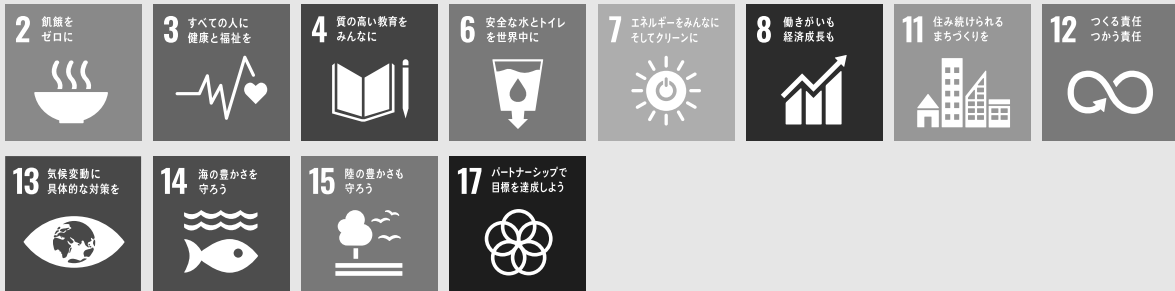 2 飢餓を
ゼロに
3 すべての人に
健康と福祉を
4 質の高い教育を
みんなに
6 安全な水とトイレ
を世界中に
7 エネルギーをみんなに
そしてクリーンに
8 働きがいも
経済成長も
11 住み続けられる
まちづくりを
12 つくる責任
つかう責任
13 気候変動に
具体的な対策を
14 海の豊かさを
守ろう
15 陸の豊かさも
守ろう
17 パートナーシップで
目標を達成しよう